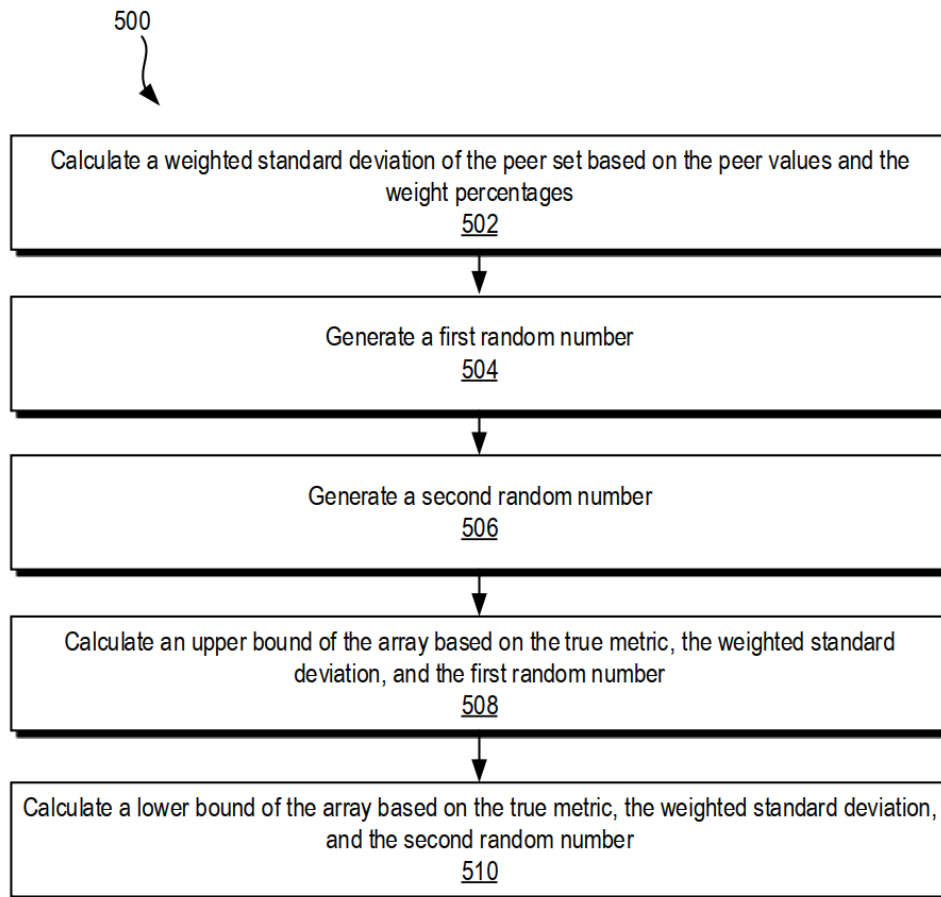 500
Calculate a weighted standard deviation of the peer set based on the peer values and the
weight percentages
502
Generate a first random number
504
Generate a second random number
506
Calculate an upper bound of the array based on the true metric, the weighted standard
deviation, and the first random number
508
Calculate a lower bound of the array based on the true metric, the weighted standard deviation,
and the second random number
510